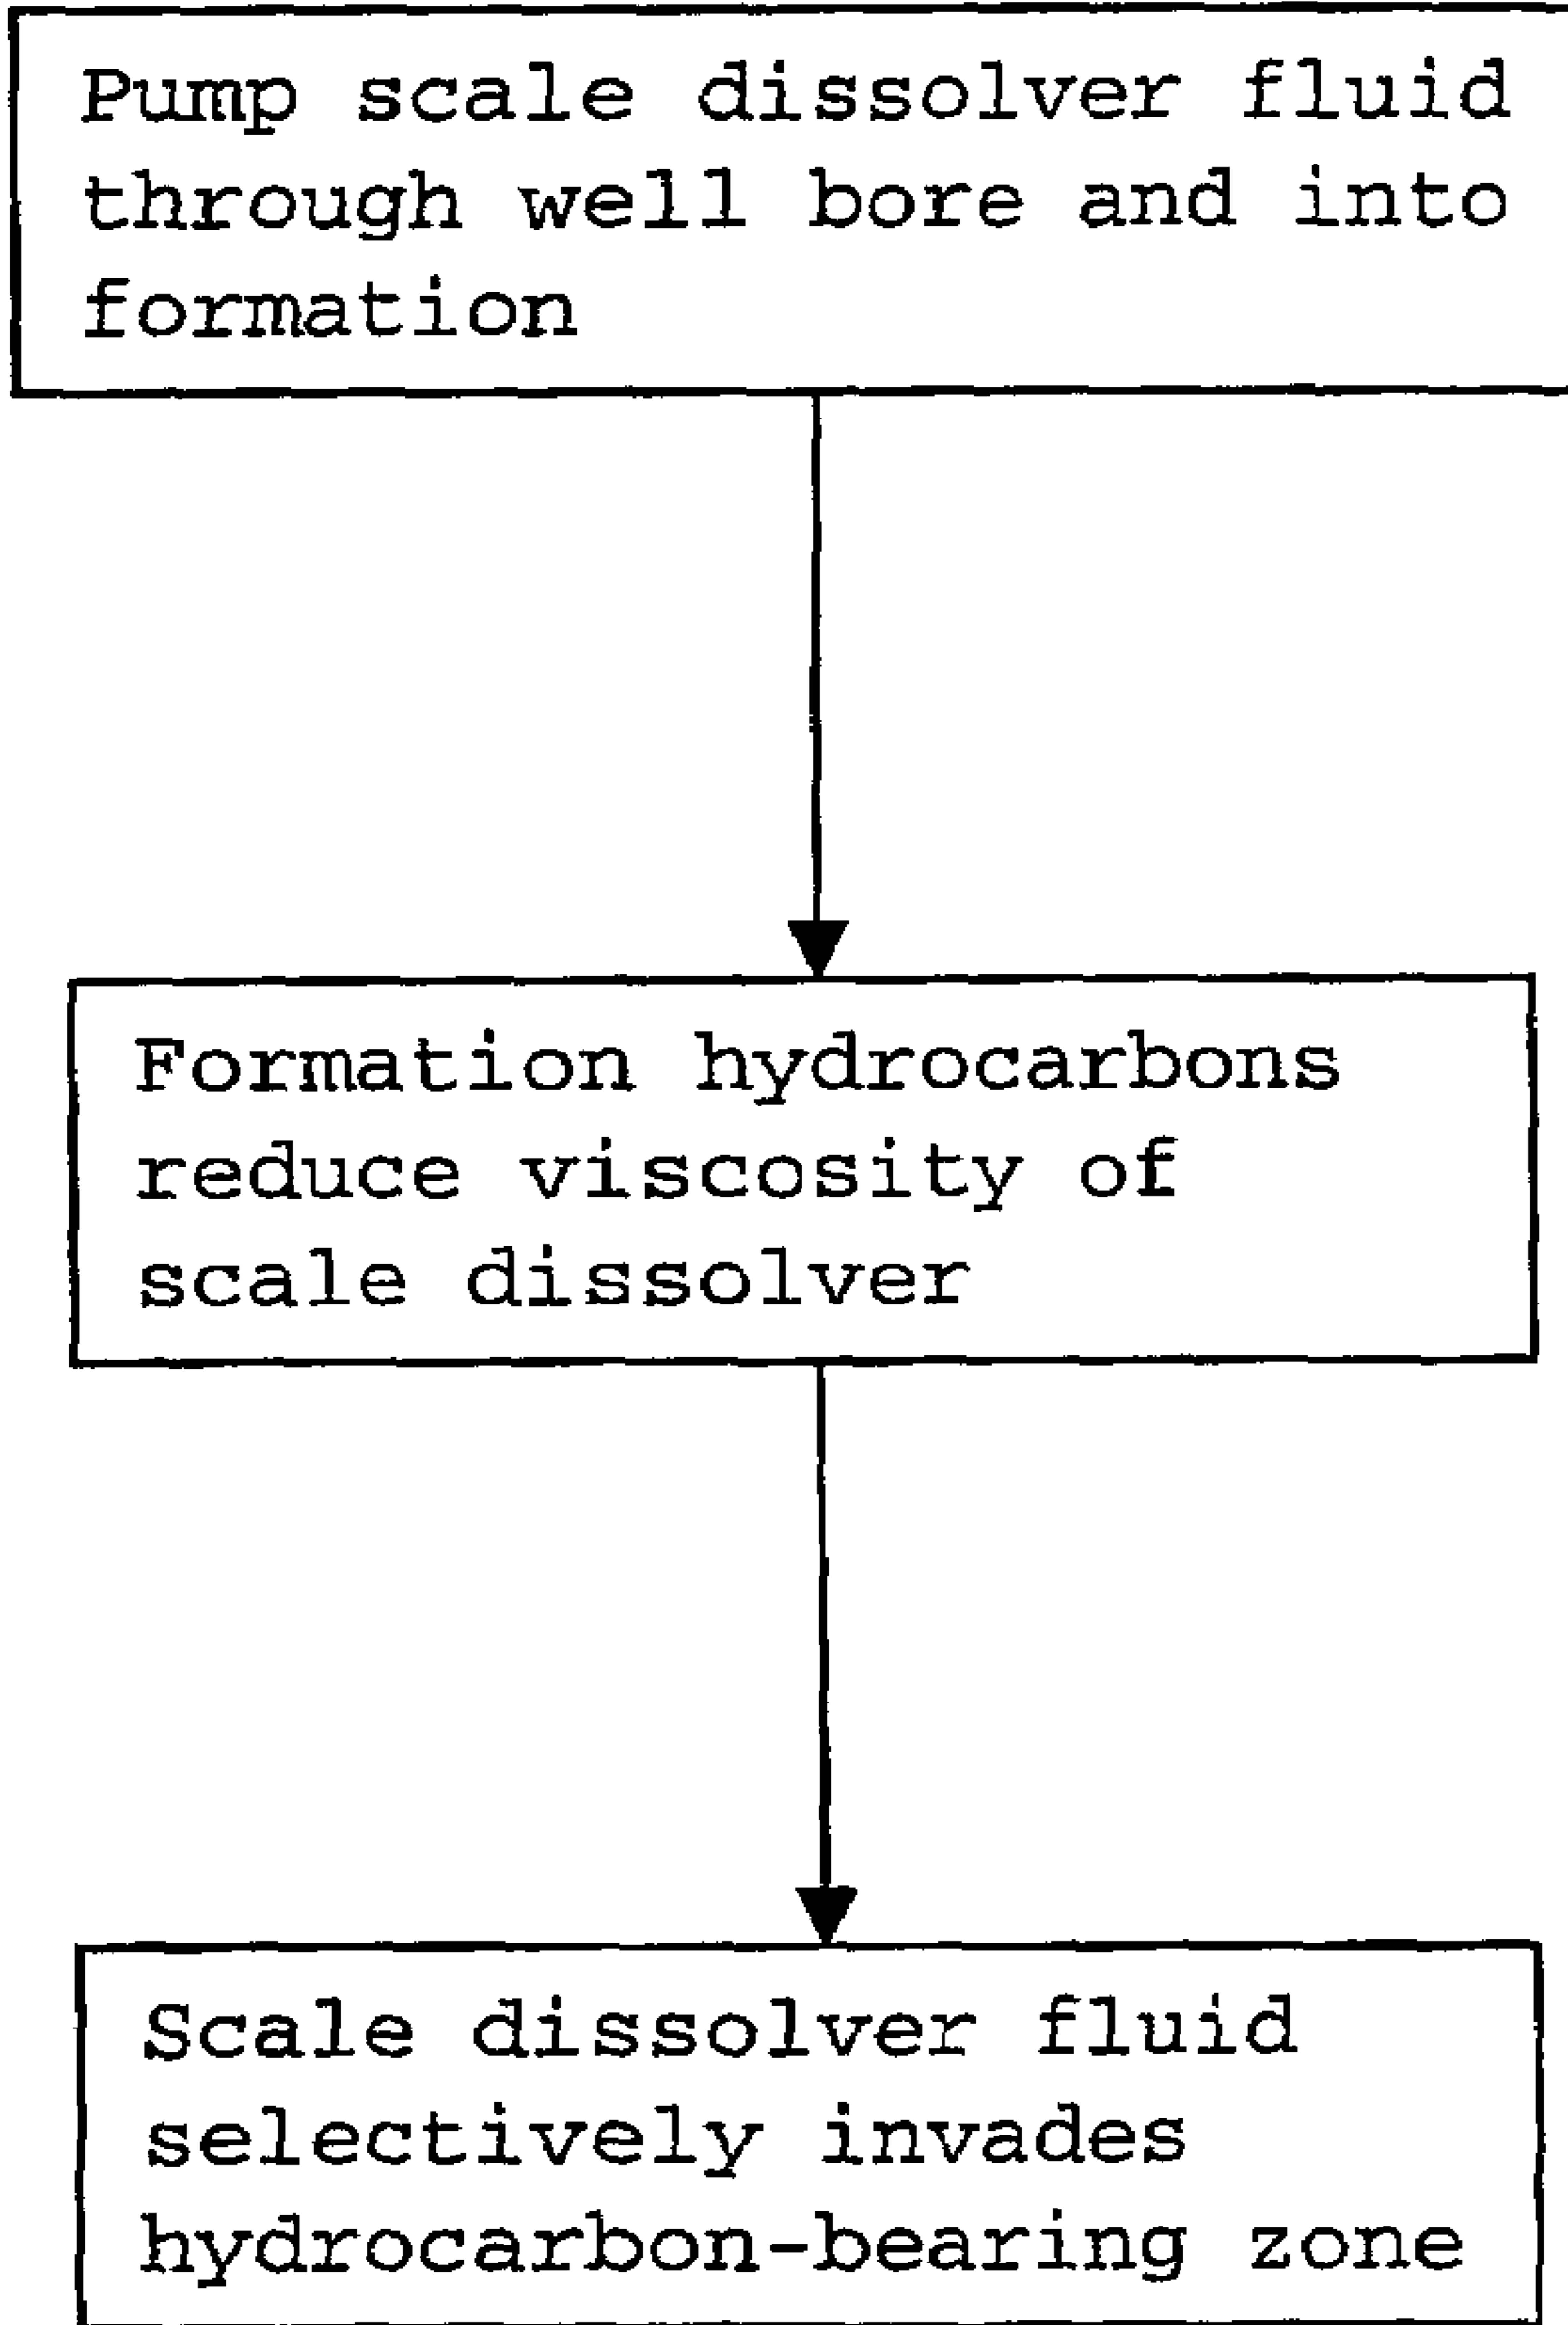 Pump scale dissolver fluid
through well bore and into
formation
Formation hydrocarbons
reduce viscosity of
scale dissolver
Scale dissolver fluid
selectively invades
hydrocarbon-bearing zone